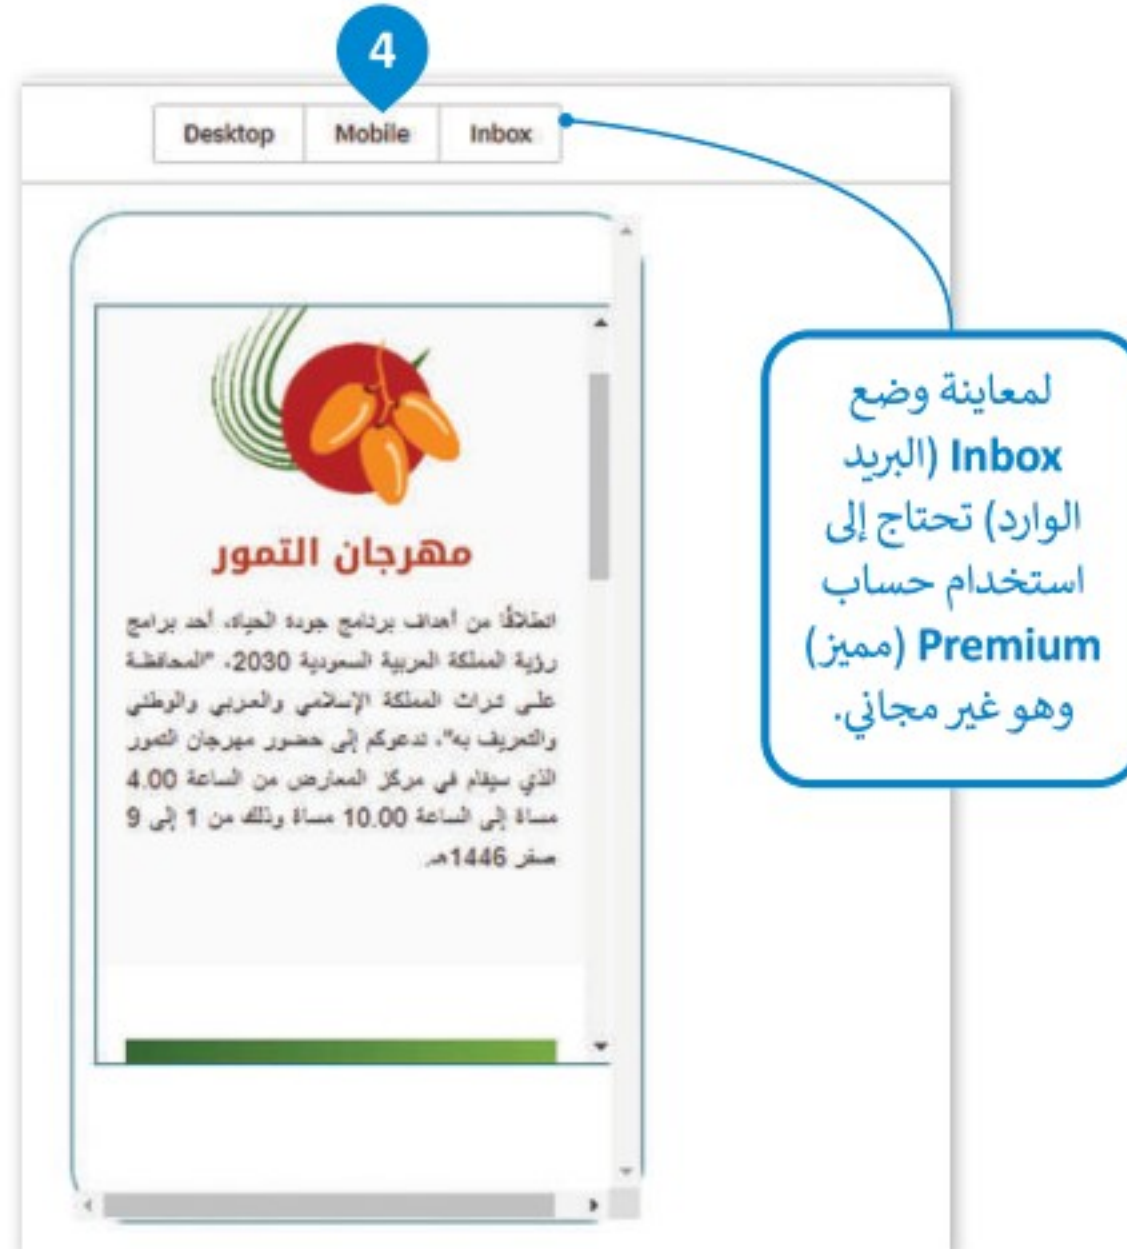 4
Desktop
Mobile
Inbox
مهرجان التمور
انطلاقًا من أهداف برنامج جودة الحياة، أحد برامج
رؤية المملكة العربية السعودية 2030، "المحافظة
على تراث المملكة الإسلامي والعربي والوطني
والتعريف به"، ندعوكم إلى حضور مهرجان التمور
الذي سيقام في مركز المعارض من الساعة 4.00
مساءً إلى الساعة 10.00 مساءً وذلك من 1 إلى 9
صفر 1446هـ.
لمعاينة وضع
Inbox (البريد
الوارد) تحتاج إلى
استخدام حساب
Premium (مميز)
وهو غير مجاني.